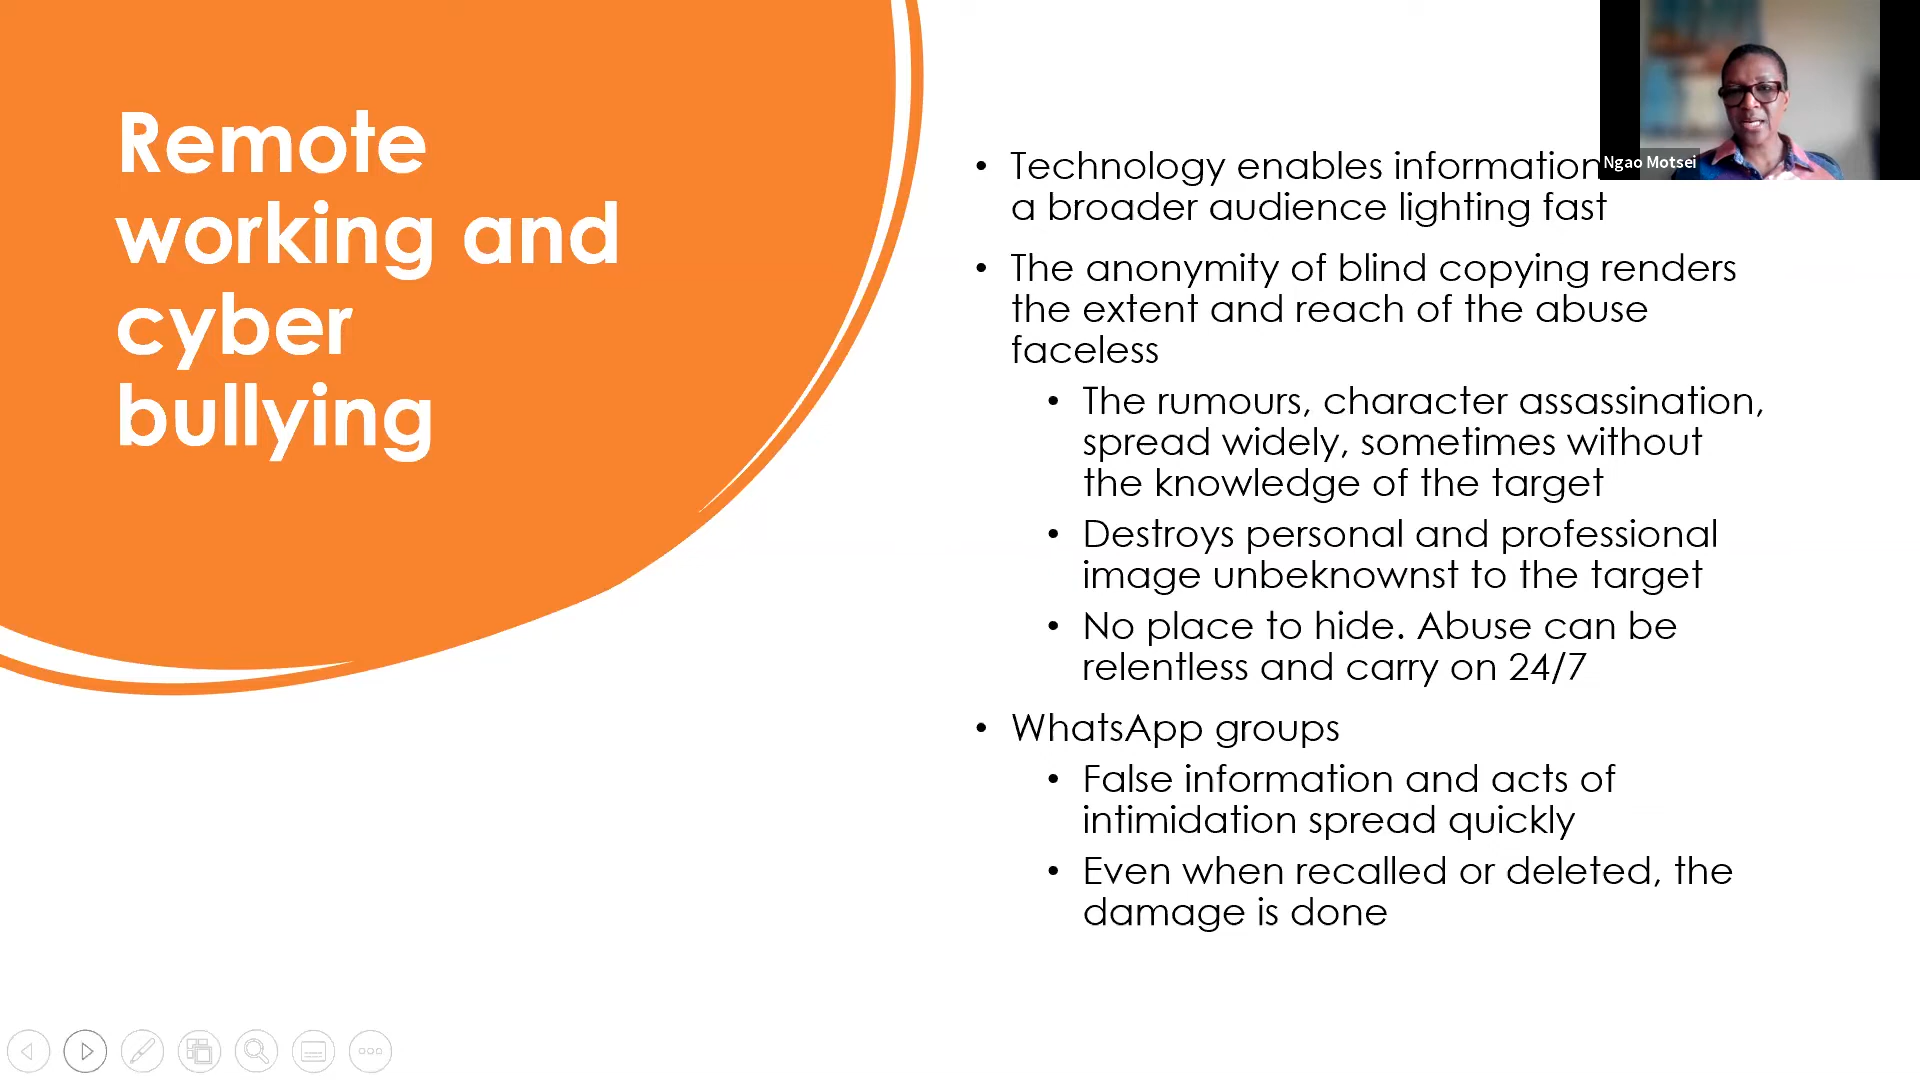 Remote
working and
cyber
bullying
• Technology enables information
a broader audience lighting fast
• The anonymity of blind copying renders
the extent and reach of the abuse
faceless
• The rumours, character assassination,
spread widely, sometimes without
the knowledge of the target
• Destroys personal and professional
image unbeknownst to the target
• No place to hide. Abuse can be
relentless and carry on 24/7
• WhatsApp groups
• False information and acts of
intimidation spread quickly
• Even when recalled or deleted, the
damage is done
Ngao Motsei